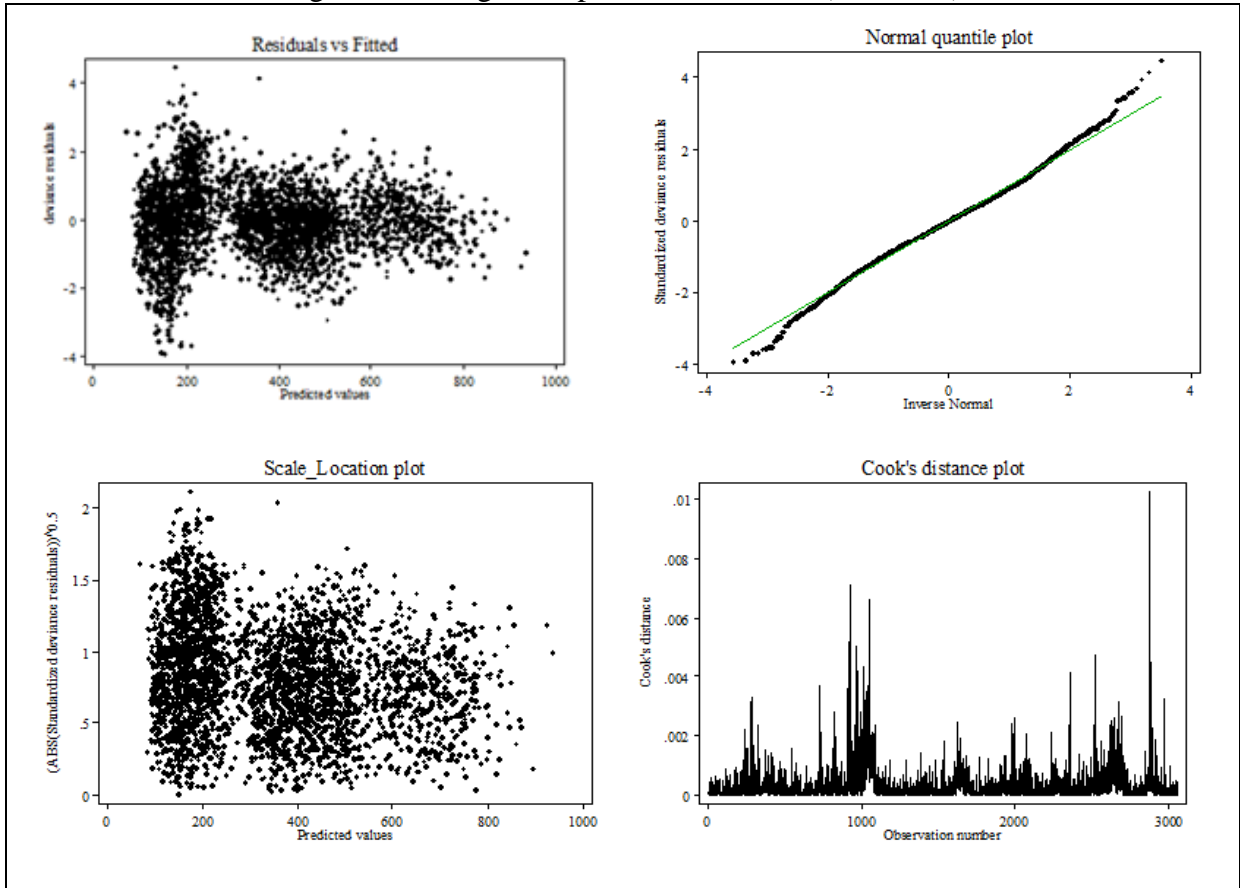 Residuals vs Fitted
deviance residuals
4
2
0
-2
-4
0 200 400 600 800 1000
Predicted values
Normal quantile plot
Standardized deviance residuals
4
2
0
-2
-4
-4 -2 0 2 4
Inverse Normal
Scale_Location plot
(ABS(Standardized deviance residuals))^0.5
2
1.5
1
.5
0
0 200 400 600 800 1000
Predicted values
Cook's distance plot
Cook's distance
.01
.008
.006
.004
.002
0
0 1000 2000 3000
Observation number